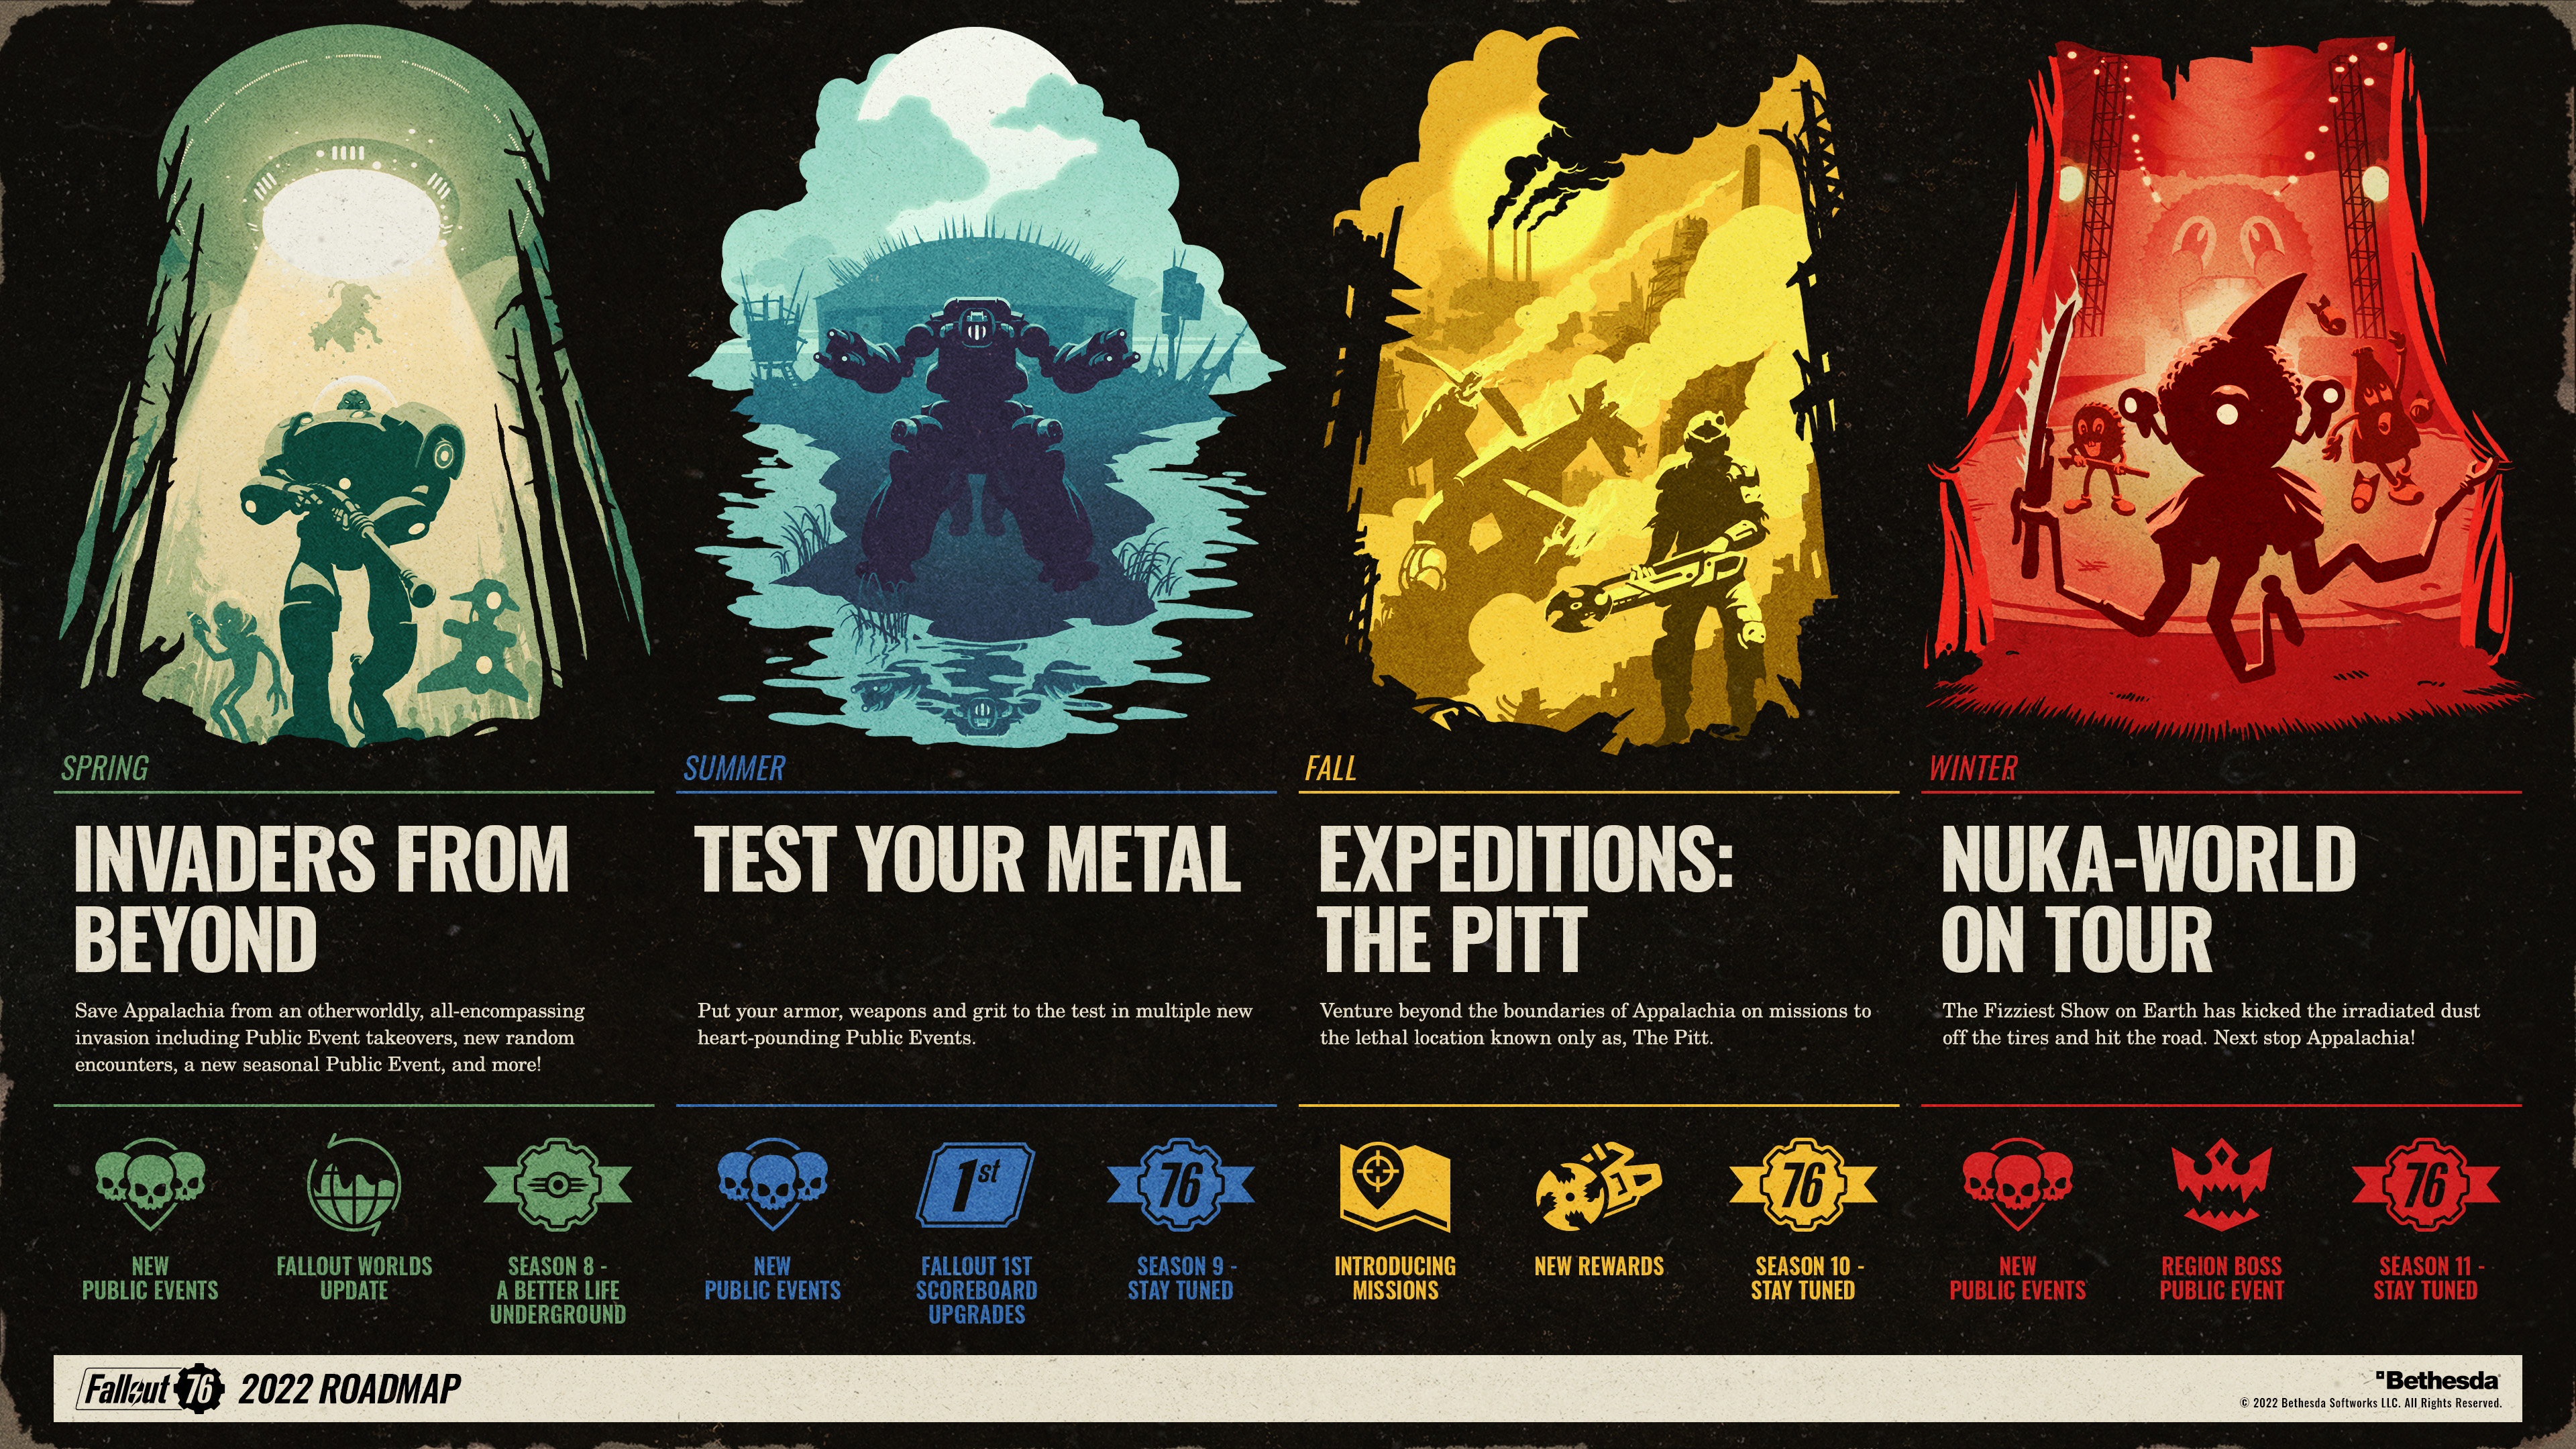 SPRING
INVADERS FROM
BEYOND
Save Appalachia from an otherworldly, all-encompassing
invasion including Public Event takeovers, new random
encounters, a new seasonal Public Event, and more!
NEW
PUBLIC EVENTS
FALLOUT WORLDS
UPDATE
SEASON 8 -
A BETTER LIFE
UNDERGROUND
SUMMER
TEST YOUR METAL
Put your armor, weapons and grit to the test in multiple new
heart-pounding Public Events.
NEW
PUBLIC EVENTS
1st
FALLOUT 1ST
SCOREBOARD
UPGRADES
76
SEASON 9 -
STAY TUNED
FALL
EXPEDITIONS:
THE PITT
Venture beyond the boundaries of Appalachia on missions to
the lethal location known only as, The Pitt.
INTRODUCING
MISSIONS
NEW REWARDS
76
SEASON 10 -
STAY TUNED
WINTER
NUKA-WORLD
ON TOUR
The Fizziest Show on Earth has kicked the irradiated dust
off the tires and hit the road. Next stop Appalachia!
NEW
PUBLIC EVENTS
REGION BOSS
PUBLIC EVENT
76
SEASON 11 -
STAY TUNED
Fallout 76 2022 ROADMAP
Bethesda
© 2022 Bethesda Softworks LLC. All Rights Reserved.